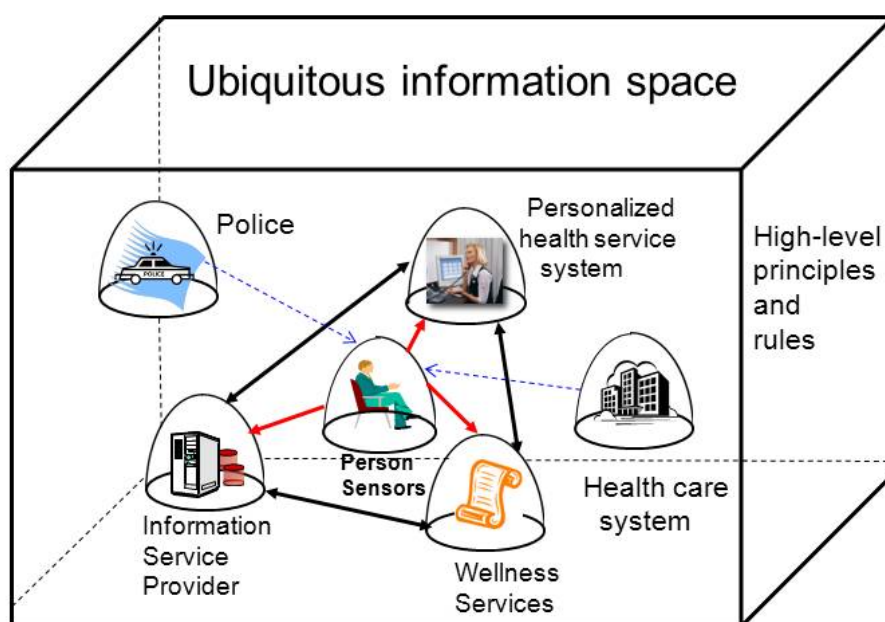 Ubiquitous information space
Police
POLICE
Personalized
health service
system
High-level
principles
and
rules
Person
Sensors
Information
Service
Provider
Wellness
Services
Health care
system